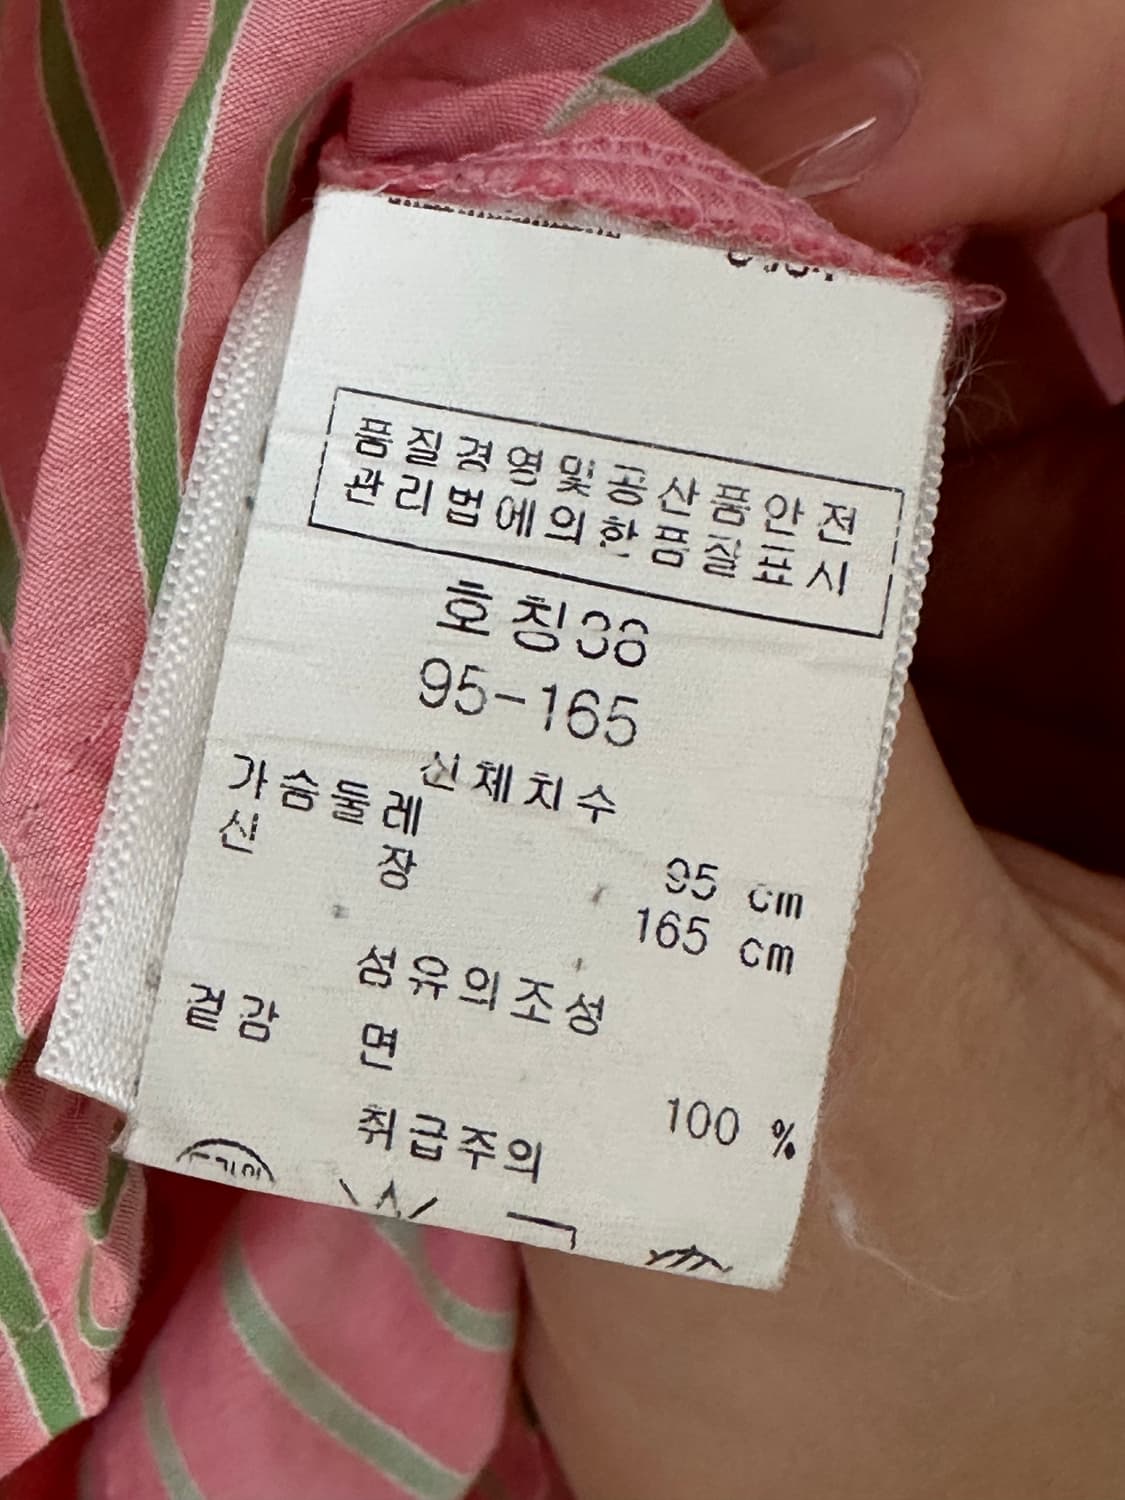 품질경영및공산품안전
관리법에의한품질표시
호칭
95-165
신체치수
가슴둘레 95 cm
신장 165 cm
섬유의조성
겉감 면 100 %
취급주의